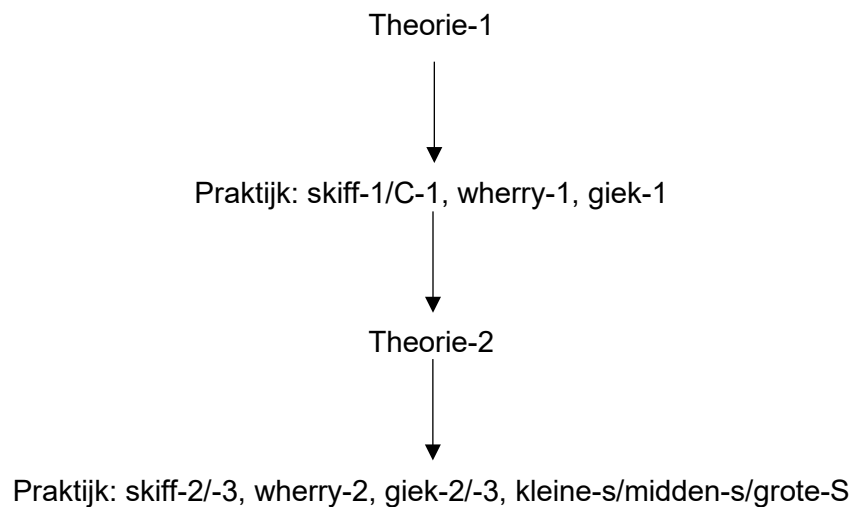 Theorie-1
Praktijk: skiff-1/C-1, wherry-1, giek-1
Theorie-2
Praktijk: skiff-2/-3, wherry-2, giek-2/-3, kleine-s/midden-s/grote-S